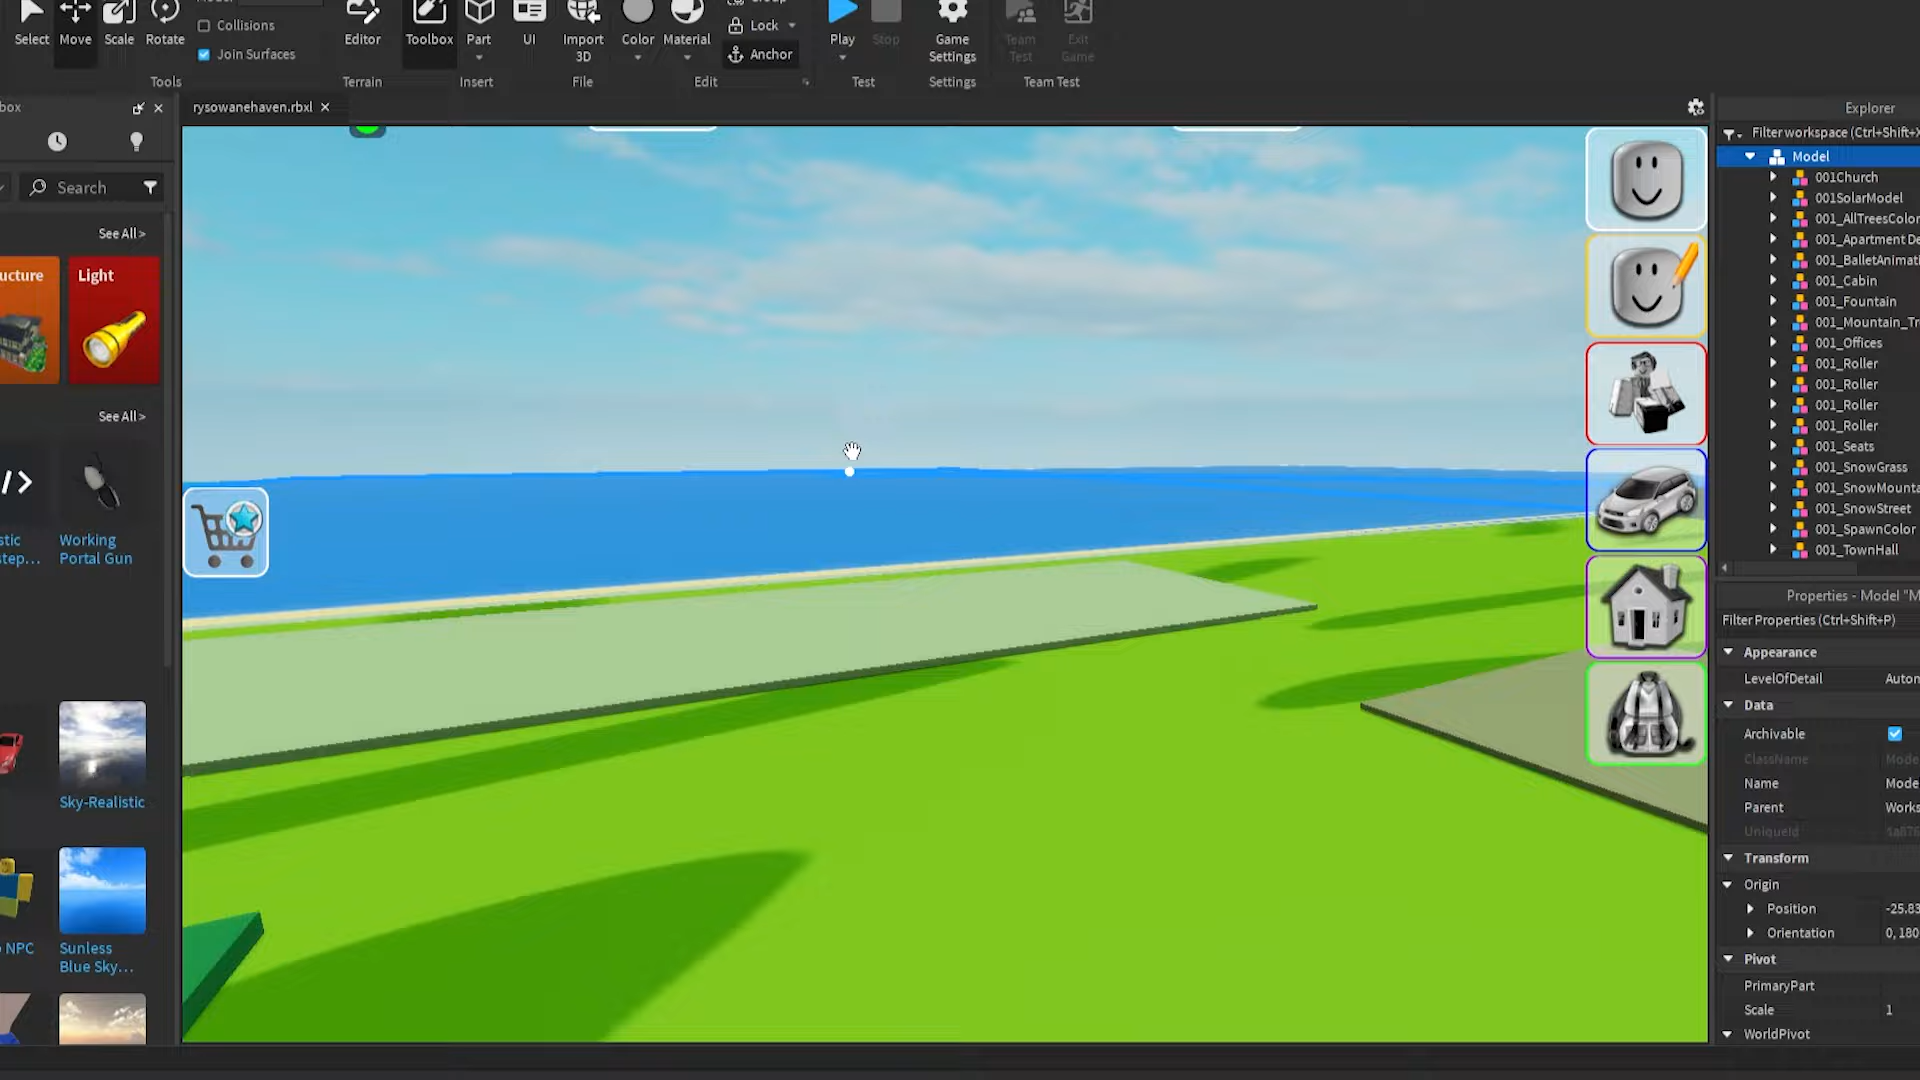 Collisions
Lock
Select Move Scale Rotate
Editor
Toolbox Part UI Import
3D
Color Material
Play Stop
Game
Settings
Team
Test
Exit
Game
Join Surfaces
Anchor
Tools
Terrain
Insert
File
Edit
Test
Settings
Team Test
box
rysowanehaven.rbxl
Explorer
Filter workspace (Ctrl+Shift+X
Search
See All >
ucture
Light
See All >
Working
Portal Gun
stic
step...
Sky-Realistic
NPC
Sunless
Blue Sky...
Model
001Church
001SolarModel
001_AllTreesColor
001_Apartment De
001_BalletAnimati
001_Cabin
001_Fountain
001_Mountain_Tr
001_Offices
001_Roller
001_Roller
001_Roller
001_Roller
001_Seats
001_SnowGrass
001_SnowMounta
001_SnowStreet
001_SpawnColor
001_TownHall
Properties - Model "M
Filter Properties (Ctrl+Shift+P)
Appearance
LevelOfDetail Auton
Data
Archivable
ClassName Mode
Name Mode
Parent Works
UniqueId
Transform
Origin
Position -25.83
Orientation 0, 180
Pivot
PrimaryPart
Scale 1
WorldPivot